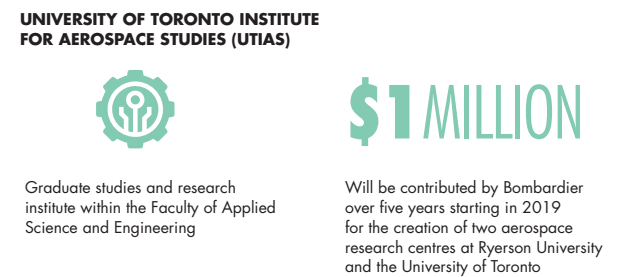 UNIVERSITY OF TORONTO INSTITUTE
FOR AEROSPACE STUDIES (UTIAS)
Graduate studies and research
institute within the Faculty of Applied
Science and Engineering
$1 MILLION
Will be contributed by Bombardier
over five years starting in 2019
for the creation of two aerospace
research centres at Ryerson University
and the University of Toronto